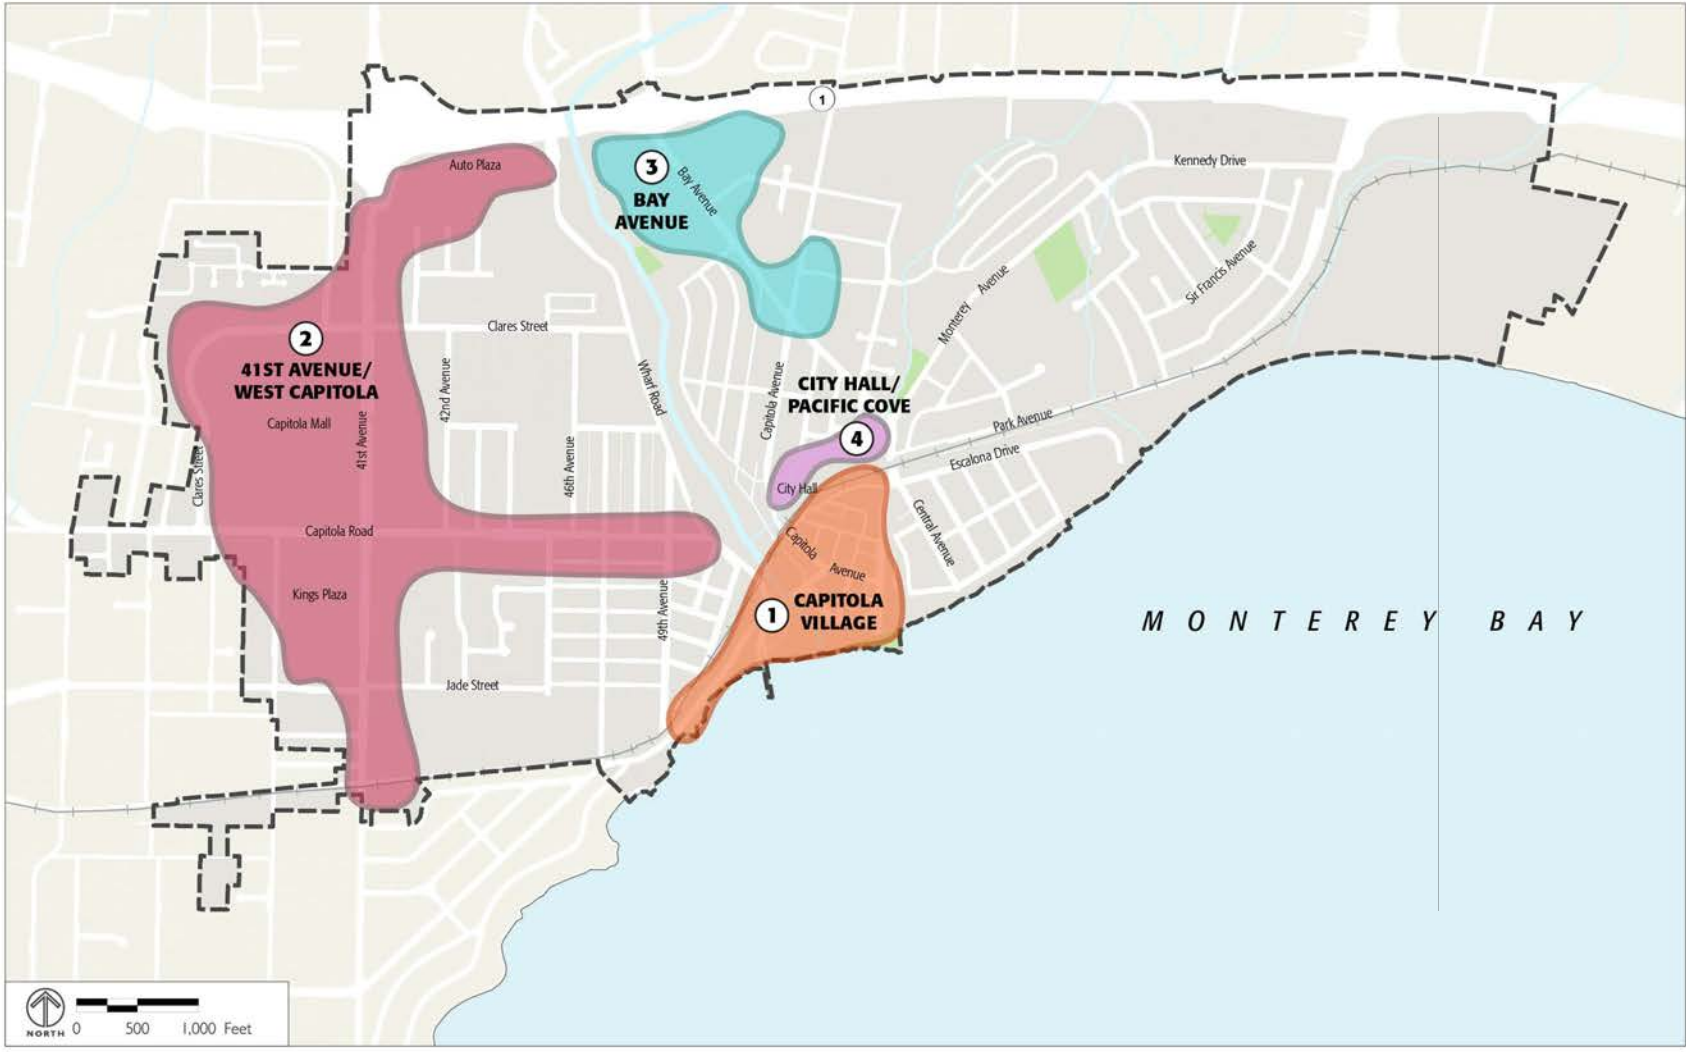 1
Auto Plaza
3
BAY
AVENUE
Bay Avenue
Kennedy Drive
Sir Francis Avenue
Monterey Avenue
Clares Street
2
41ST AVENUE/
WEST CAPITOLA
Capitola Mall
41st Avenue
42nd Avenue
Wharf Road
Capitola Avenue
CITY HALL/
PACIFIC COVE
4
Park Avenue
Escalona Drive
Clares Street
46th Avenue
City Hall
Central Avenue
Capitola Road
Capitola
Avenue
Kings Plaza
49th Avenue
1
CAPITOLA
VILLAGE
MONTEREY BAY
Jade Street
NORTH
0 500 1,000 Feet